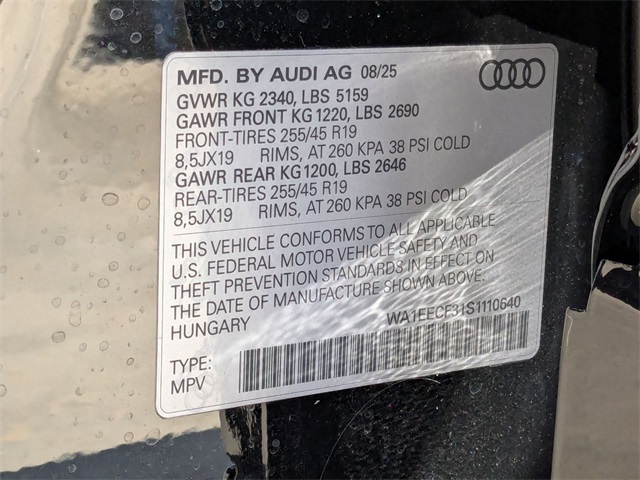 MFD. BY AUDI AG 08/25
GVWR KG 2340, LBS 5159
GAWR FRONT KG 1220, LBS 2690
FRONT-TIRES 255/45 R19
8,5JX19 RIMS, AT 260 KPA 38 PSI COLD
GAWR REAR KG1200, LBS 2646
REAR-TIRES 255/45 R19
8,5JX19 RIMS, AT 260 KPA 38 PSI COLD
THIS VEHICLE CONFORMS TO ALL APPLICABLE
U.S. FEDERAL MOTOR VEHICLE SAFETY AND
THEFT PREVENTION STANDARDS IN EFFECT ON
THE DATE OF MANUFACTURE SHOWN ABOVE.
HUNGARY
WA1EECF31S1110640
TYPE:
MPV